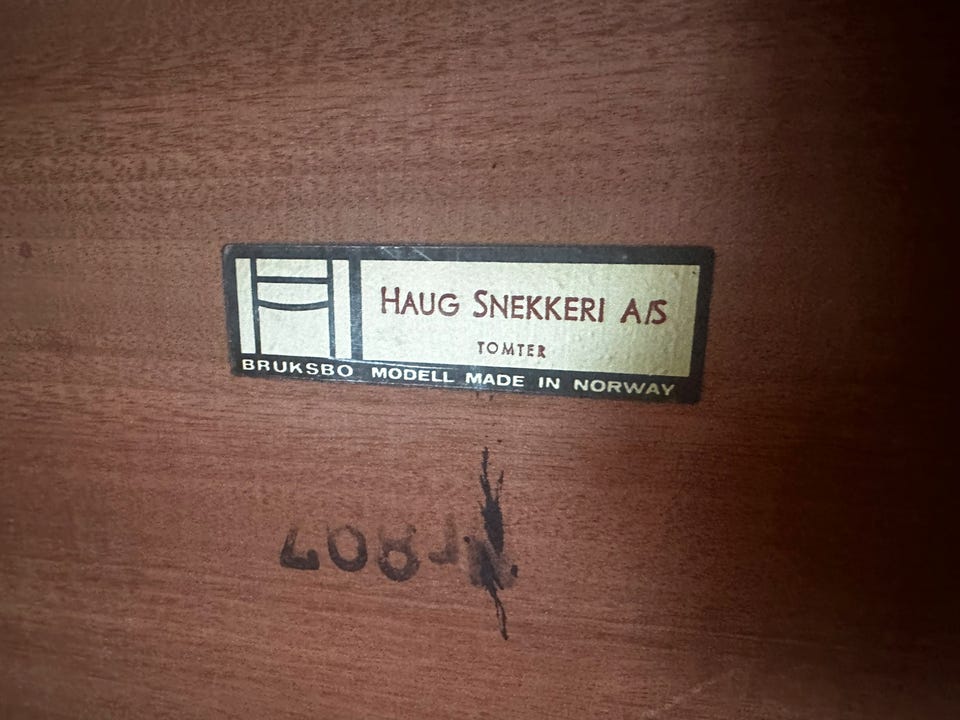 HAUG SNEKKERI A/S
TOMTER
BRUKSBO MODELL MADE IN NORWAY